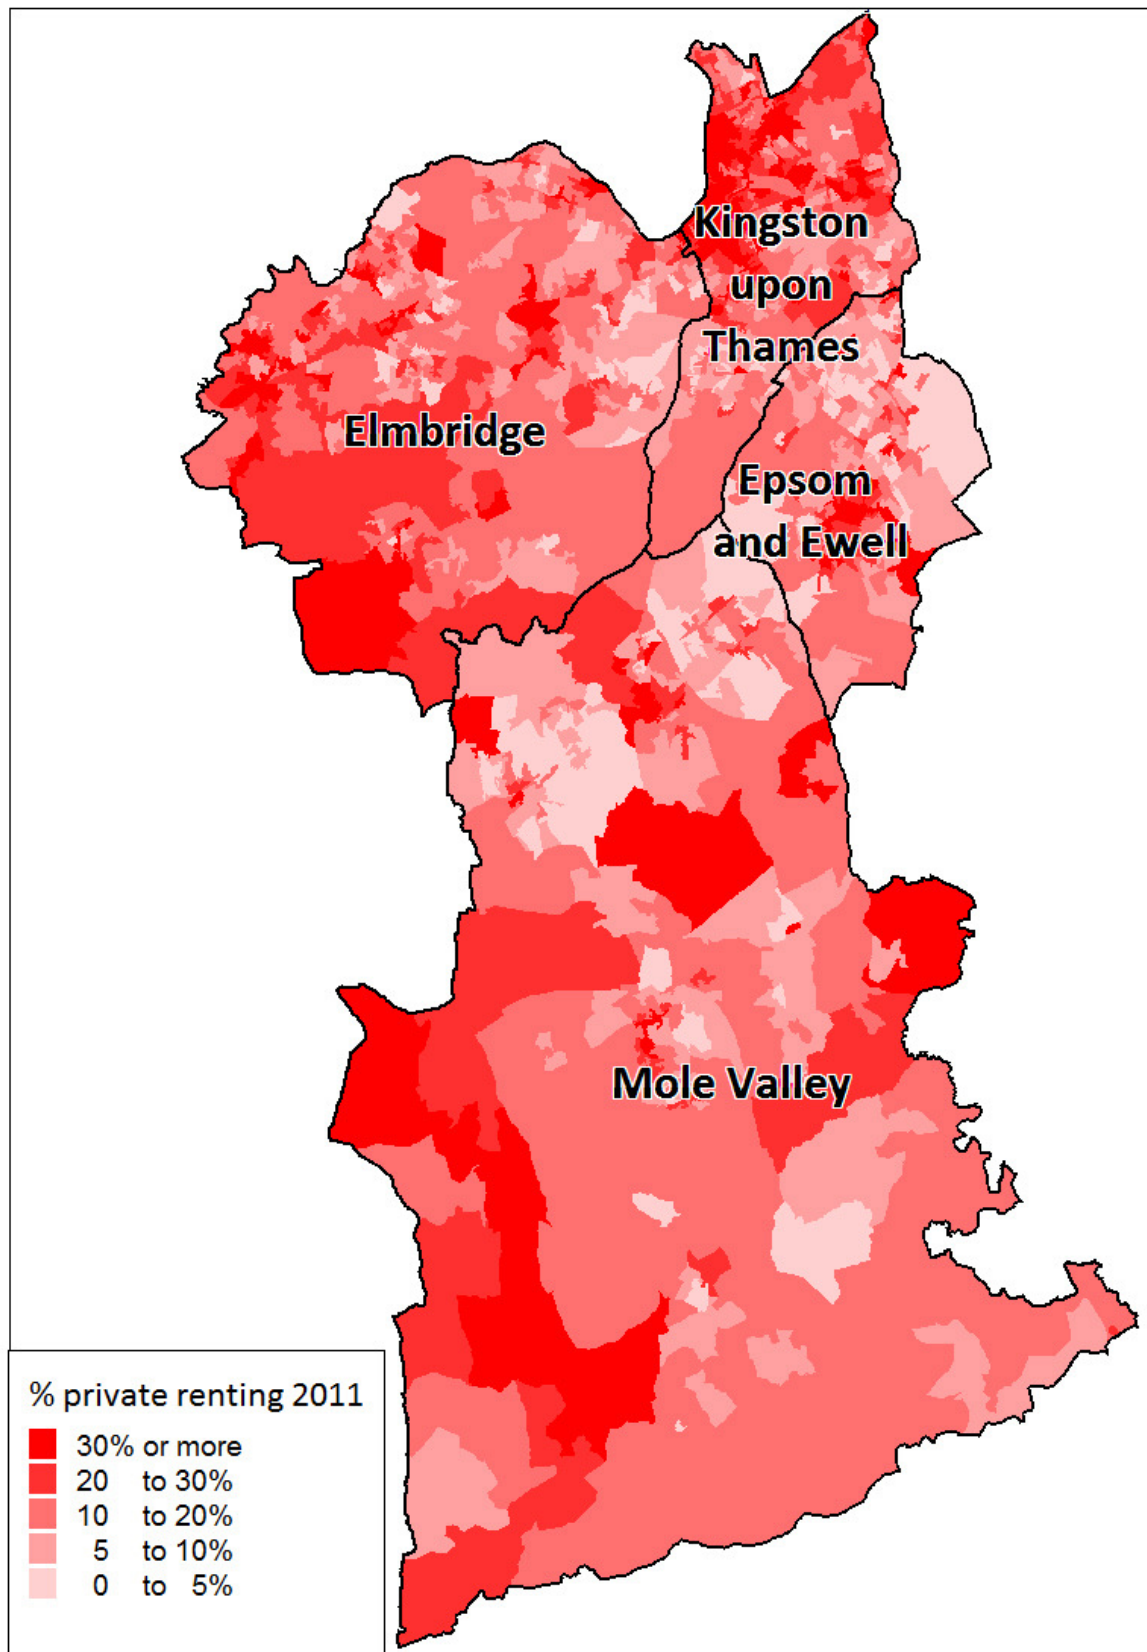 Kingston
upon
Thames
Elmbridge
Epsom
and Ewell
Mole Valley
% private renting 2011
30% or more
20 to 30%
10 to 20%
5 to 10%
0 to 5%